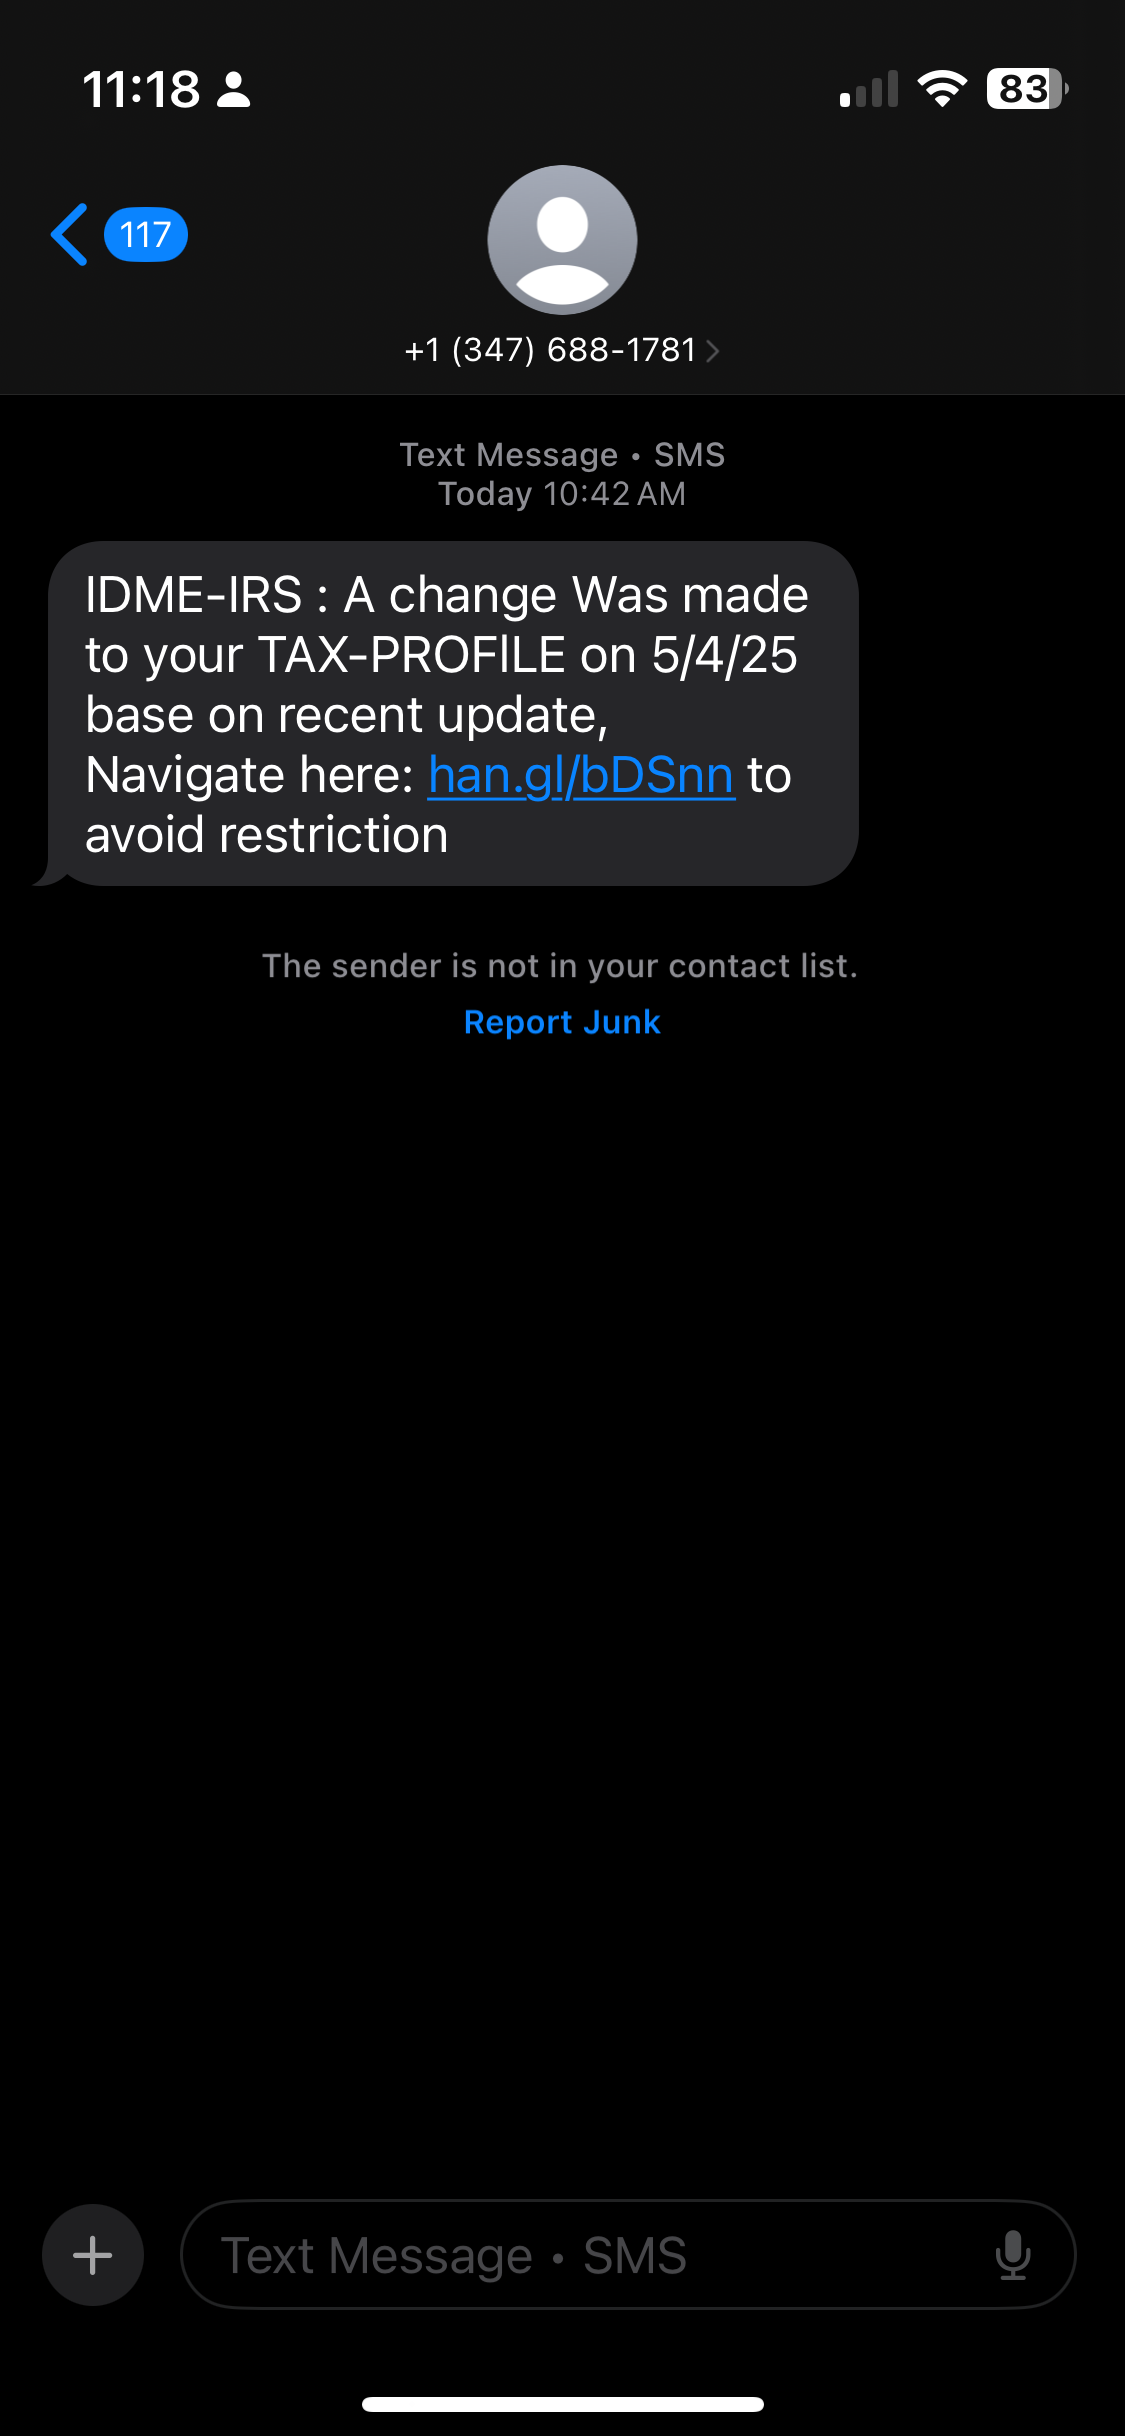 11:18
83
117
+1 (347) 688-1781
Text Message • SMS
Today 10:42 AM
IDME-IRS : A change Was made
to your TAX-PROFlLE on 5/4/25
base on recent update,
Navigate here: han.gl/bDSnn to
avoid restriction
The sender is not in your contact list.
Report Junk
Text Message • SMS